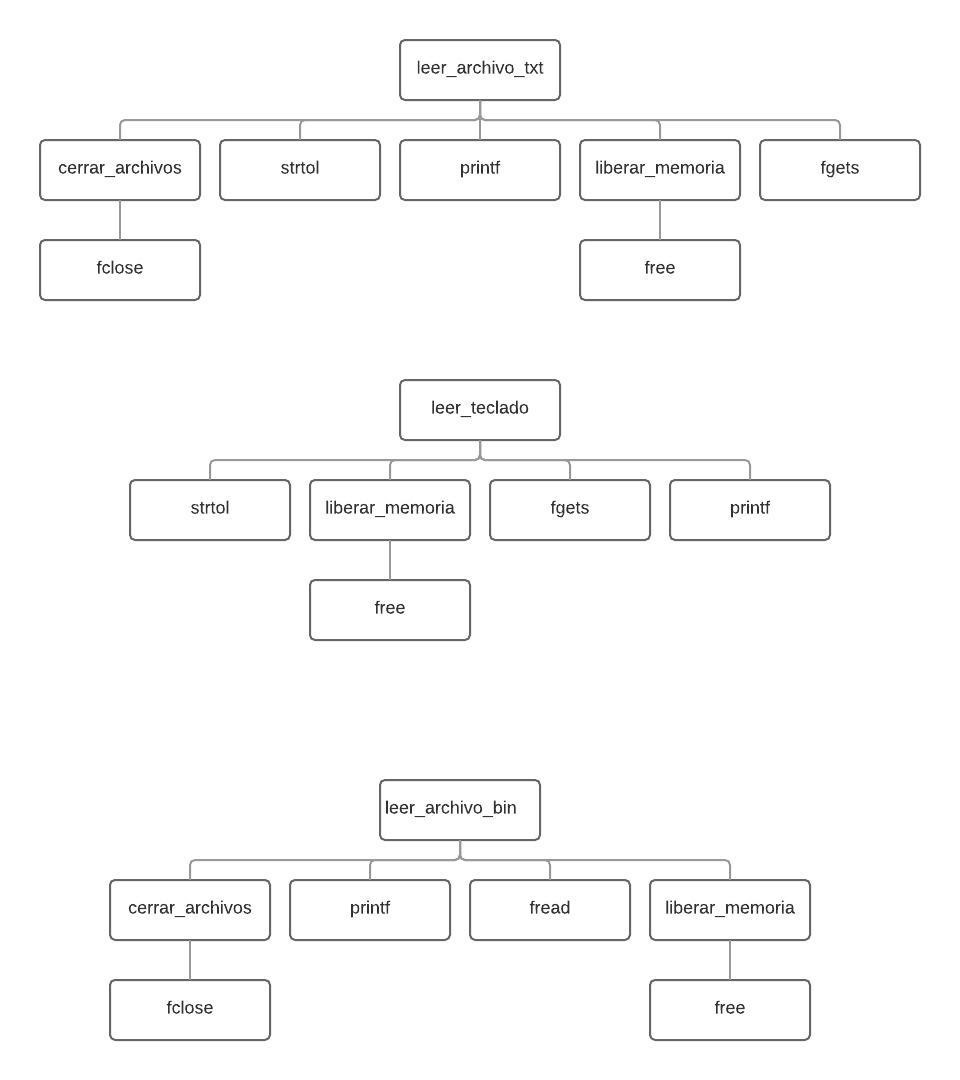 leer_archivo_txt
cerrar_archivos
strtol
printf
liberar_memoria
fgets
fclose
free
leer_teclado
strtol
liberar_memoria
fgets
printf
free
leer_archivo_bin
cerrar_archivos
printf
fread
liberar_memoria
fclose
free